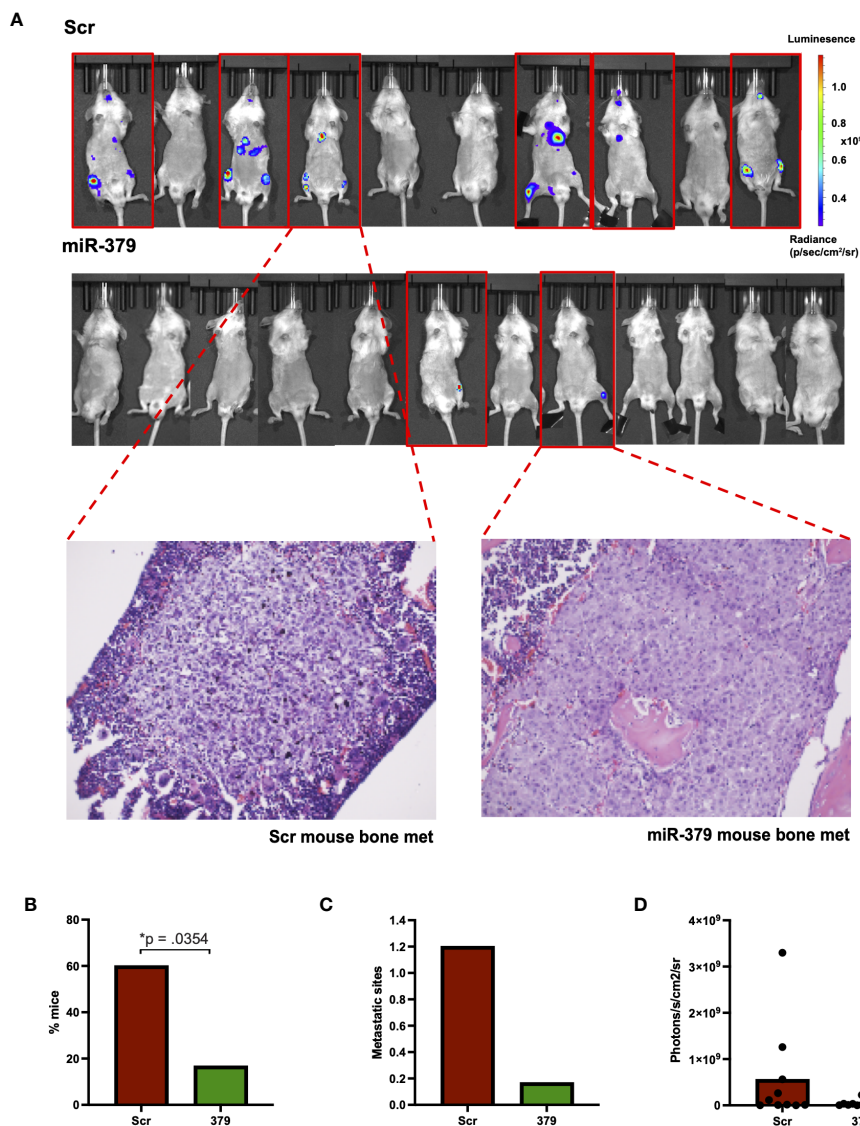 A
Scr
Luminesence
1.0
0.8
x10
0.6
0.4
Radiance
(p/sec/cm²/sr)
miR-379
Scr mouse bone met
miR-379 mouse bone met
B
80
60
40
20
0
% mice
*p = .0354
Scr
379
C
1.4
1.2
1.0
0.8
0.6
0.4
0.2
0.0
Metastatic sites
Scr
379
D
4×10⁹
3×10⁹
2×10⁹
1×10⁹
0
Photons/s/cm2/sr
Scr